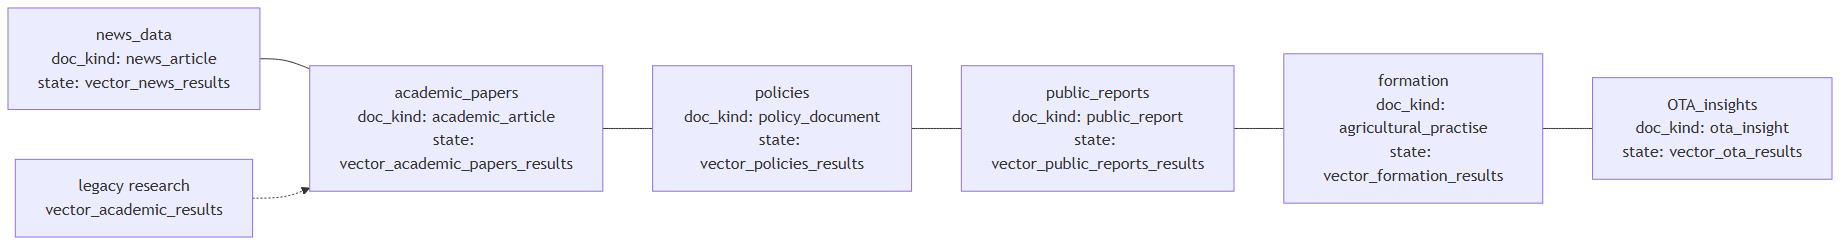 news_data
doc_kind: news_article
state: vector_news_results
legacy research
vector_academic_results
academic_papers
doc_kind: academic_article
state:
vector_academic_papers_results
policies
doc_kind: policy_document
state:
vector_policies_results
public_reports
doc_kind: public_report
state:
vector_public_reports_results
formation
doc_kind:
agricultural_practise
state:
vector_formation_results
OTA_insights
doc_kind: ota_insight
state: vector_ota_results